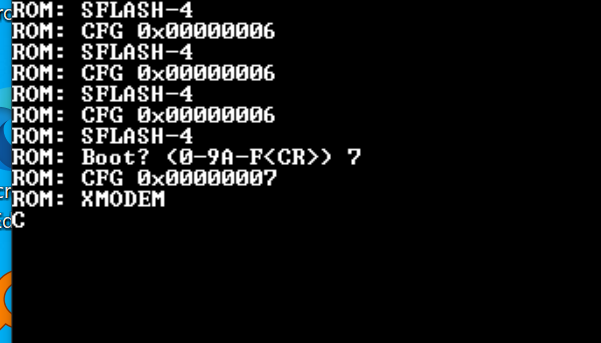 ROM: SFLASH-4
ROM: CFG 0x00000006
ROM: SFLASH-4
ROM: CFG 0x00000006
ROM: SFLASH-4
ROM: CFG 0x00000006
ROM: SFLASH-4
ROM: Boot? (0-9A-F<CR>) 7
ROM: CFG 0x00000007
ROM: XMODEM
C